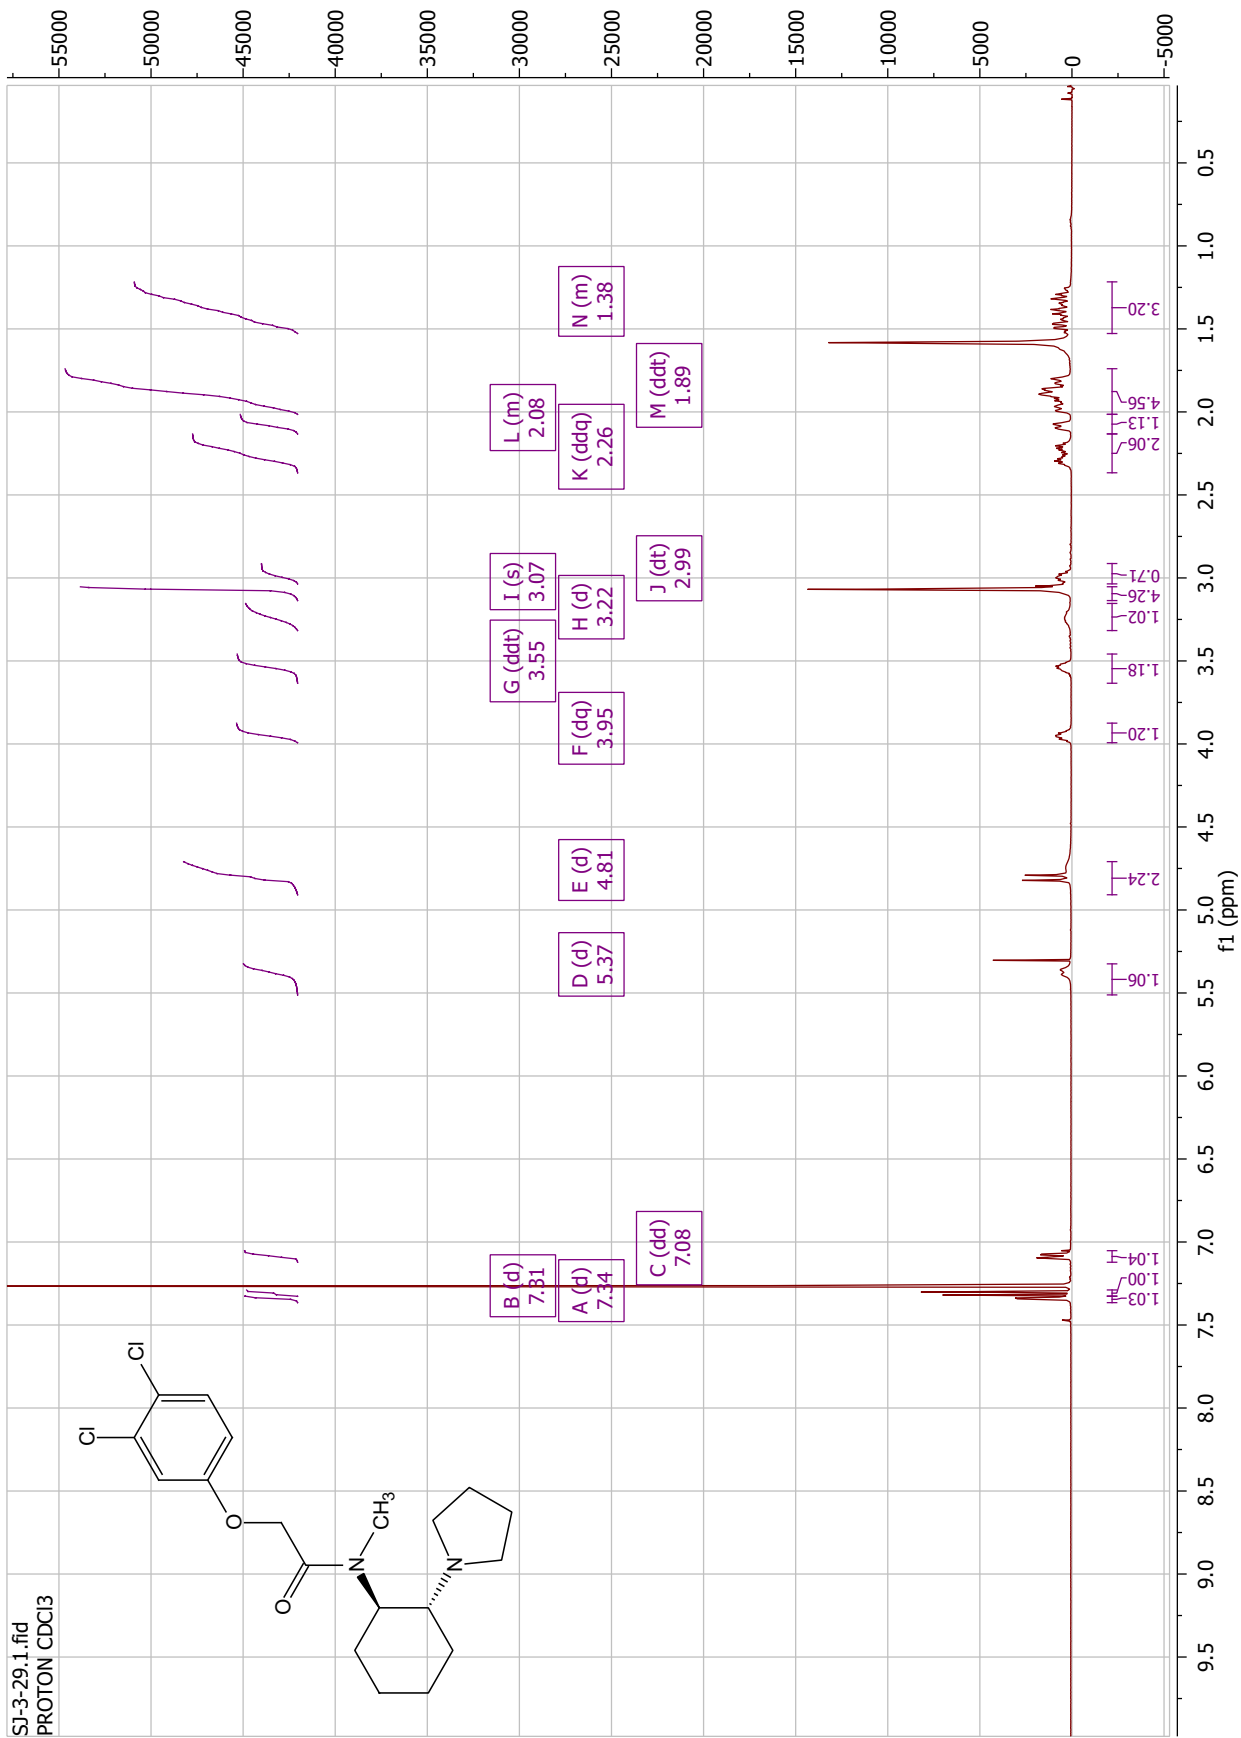 SJ-3-29.1.fid
PROTON CDCl3
Cl
Cl
O
O
N
CH3
N
A (d)
7.34
B (d)
7.31
C (dd)
7.08
D (d)
5.37
E (d)
4.81
F (dq)
3.95
G (ddt)
3.55
H (d)
3.22
I (s)
3.07
J (dt)
2.99
K (ddq)
2.26
L (m)
2.08
M (ddt)
1.89
N (m)
1.38
1.03
1.00
1.04
1.06
2.24
1.20
1.18
1.02
4.26
0.71
2.06
1.13
4.56
3.20
9.5 9.0 8.5 8.0 7.5 7.0 6.5 6.0 5.5 5.0 4.5 4.0 3.5 3.0 2.5 2.0 1.5 1.0 0.5
f1 (ppm)
55000
50000
45000
40000
35000
30000
25000
20000
15000
10000
5000
0
-5000